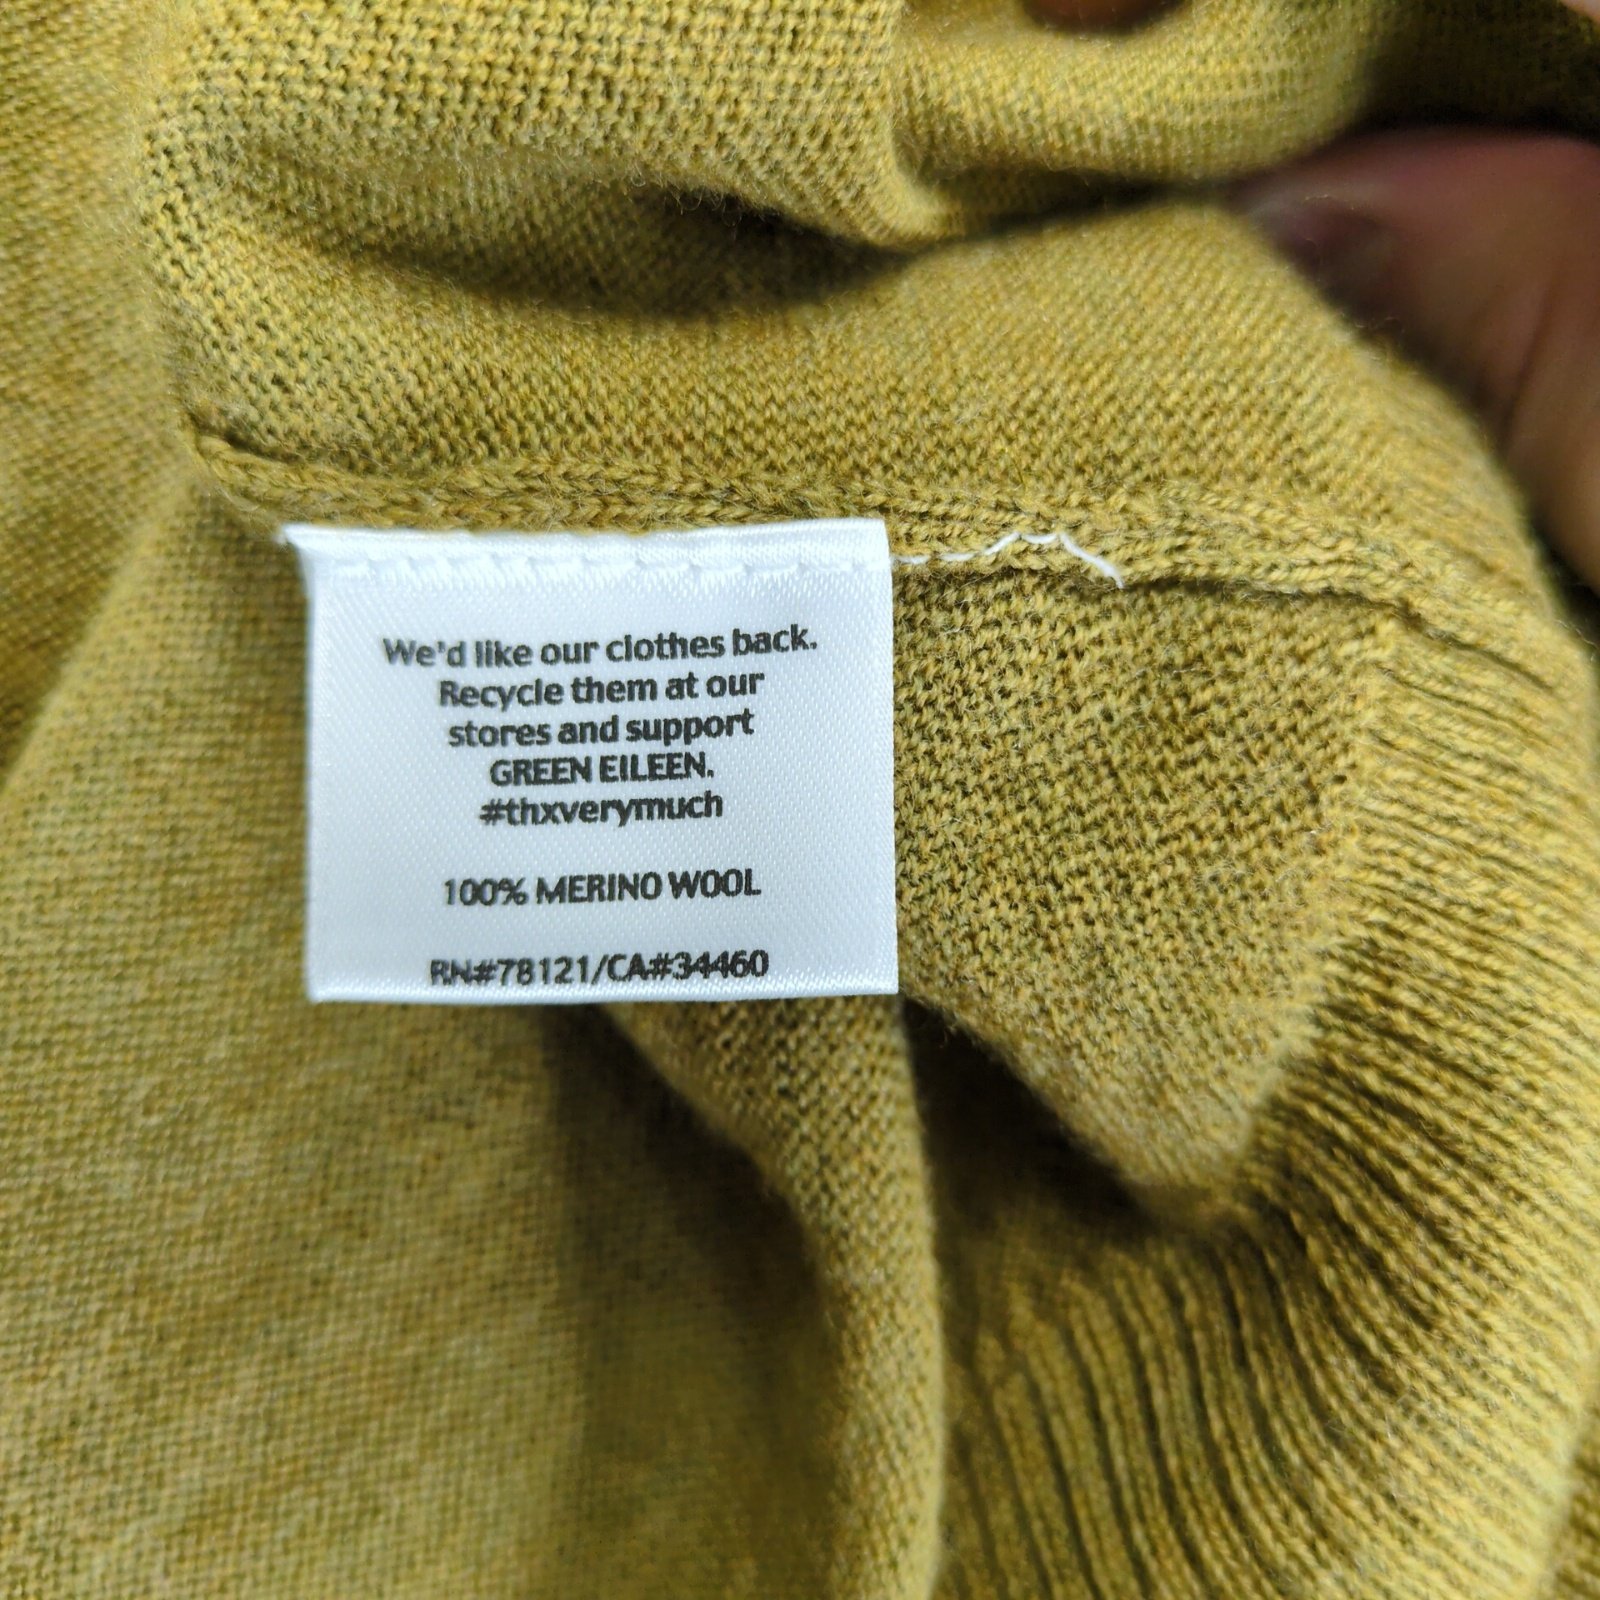 We'd like our clothes back.
Recycle them at our
stores and support
GREEN EILEEN.
#thxverymuch
100% MERINO WOOL
RN#78121/CA#34460